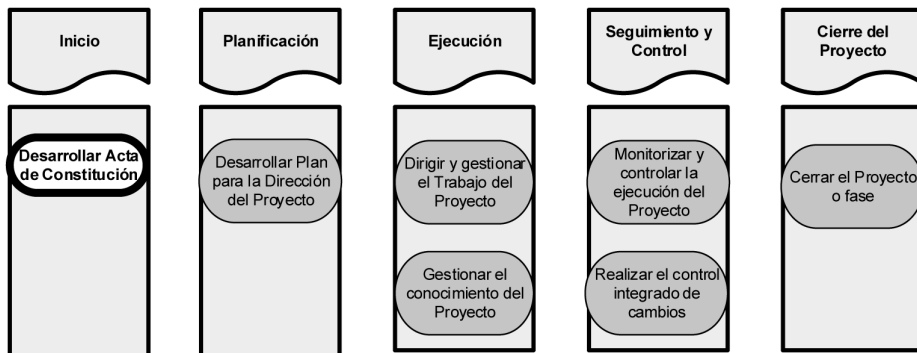 Inicio
Planificación
Ejecución
Seguimiento y
Control
Cierre del
Proyecto
Desarrollar Acta
de Constitución
Desarrollar Plan
para la Dirección
del Proyecto
Dirigir y gestionar
el Trabajo del
Proyecto
Gestionar el
conocimiento del
Proyecto
Monitorizar y
controlar la
ejecución del
Proyecto
Realizar el control
integrado de
cambios
Cerrar el Proyecto
o fase